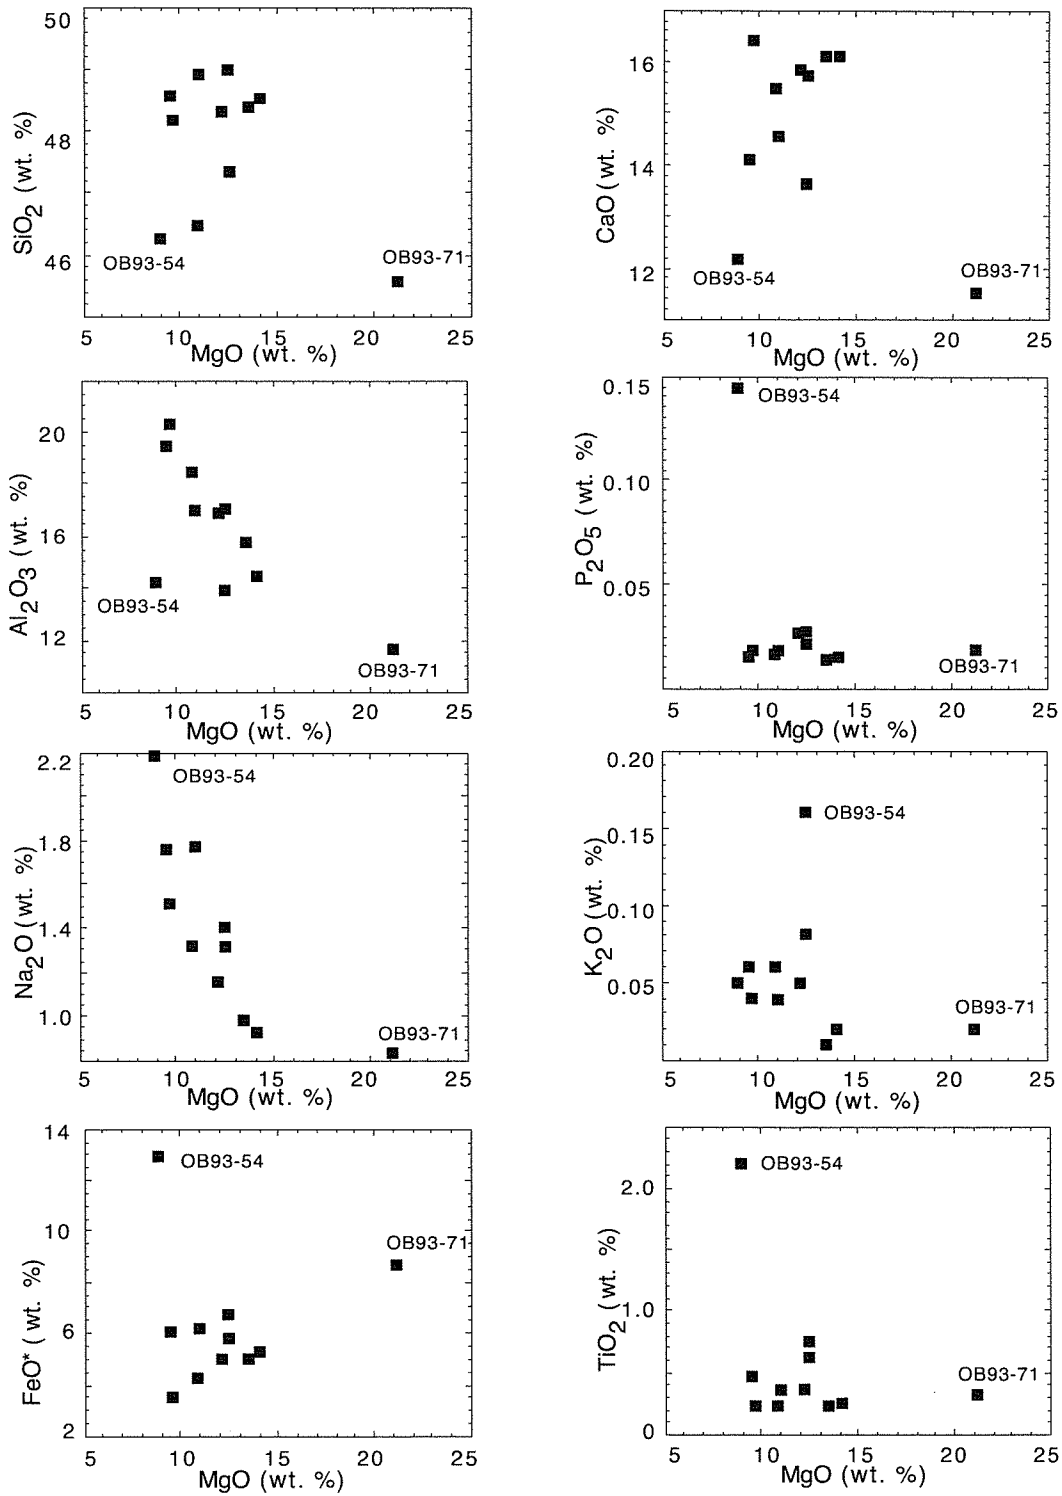 50
48
46
SiO2 (wt. %)
OB93-54
OB93-71
5 10 15 20 25
MgO (wt. %)
16
14
12
CaO (wt. %)
OB93-54
OB93-71
5 10 15 20 25
MgO (wt. %)
20
16
12
Al2O3 (wt. %)
OB93-54
OB93-71
5 10 15 20 25
MgO (wt. %)
0.15
0.10
0.05
P2O5 (wt. %)
OB93-54
OB93-71
5 10 15 20 25
MgO (wt. %)
2.2
1.8
1.4
1.0
Na2O (wt. %)
OB93-54
OB93-71
5 10 15 20 25
MgO (wt. %)
0.20
0.15
0.10
0.05
K2O (wt. %)
OB93-54
OB93-71
5 10 15 20 25
MgO (wt. %)
14
10
6
2
FeO* (wt. %)
OB93-54
OB93-71
5 10 15 20 25
MgO (wt. %)
2.0
1.0
0
TiO2 (wt. %)
OB93-54
OB93-71
5 10 15 20 25
MgO (wt. %)